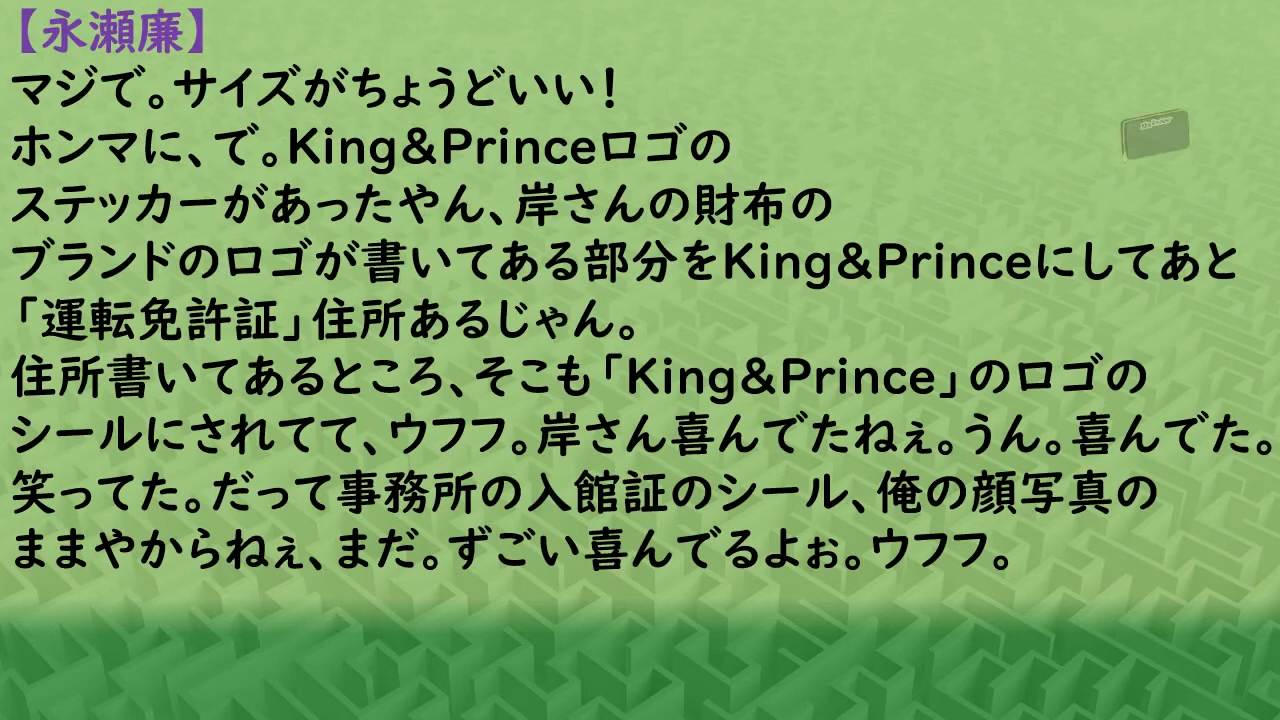 【永瀬廉】
マジで。サイズがちょうどいい!
ホンマに、で。King&Princeロゴの
ステッカーがあったやん、岸さんの財布の
ブランドのロゴが書いてある部分をKing&Princeにしてあと
「運転免許証」住所あるじゃん。
住所書いてあるところ、そこも「King&Prince」のロゴの
シールにされてて、ウフフ。岸さん喜んでたねぇ。うん。喜んでた。
笑ってた。だって事務所の入館証のシール、俺の顔写真の
ままやからねぇ、まだ。ずごい喜んでるよぉ。ウフフ。